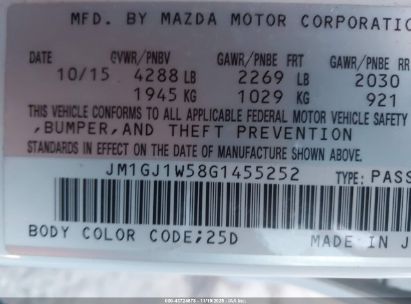 MFD. BY MAZDA MOTOR CORPORATION
DATE GVWR/PNBV GAWR/PNBE FRT GAWR/PNBE RR
10/15 4288 LB 2269 LB 2030
1945 KG 1029 KG 921
THIS VEHICLE CONFORMS TO ALL APPLICABLE FEDERAL MOTOR VEHICLE SAFETY
,BUMPER,AND THEFT PREVENTION
STANDARDS IN EFFECT ON THE DATE OF MANUFACTURE SHOWN ABOVE.
JM1GJ1W58G1455252 TYPE: PASS
BODY COLOR CODE;25D MADE IN J